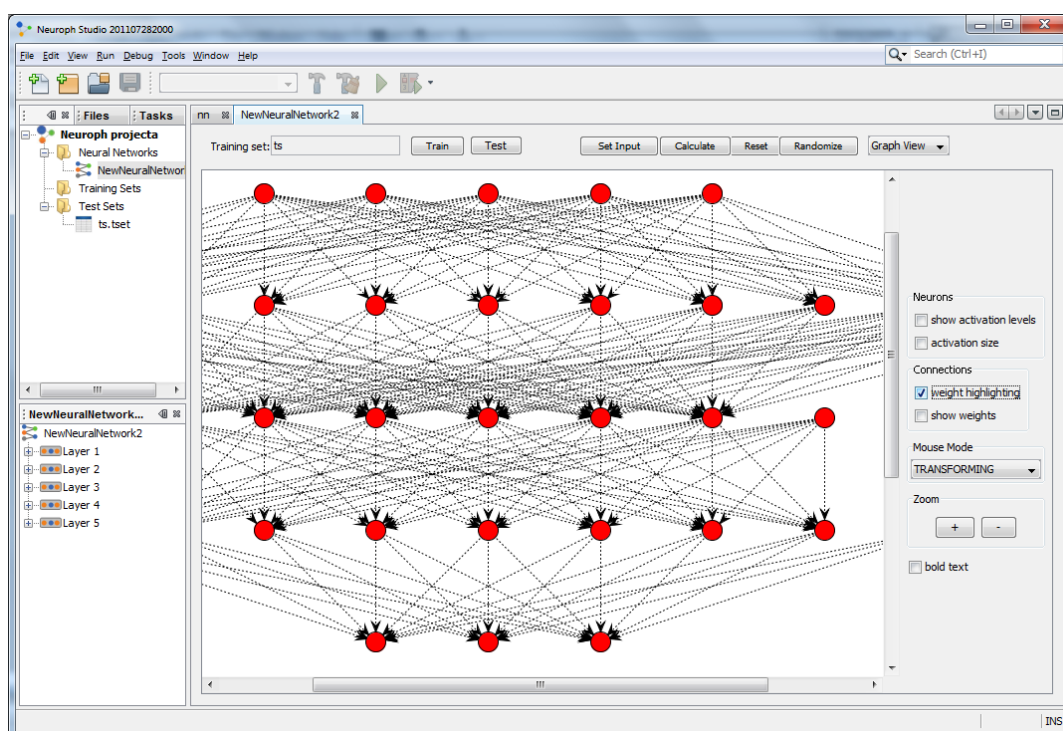 Neuroph Studio 201107282000
File Edit View Run Debug Tools Window Help
Search (Ctrl+I)
Files Tasks
nn NewNeuralNetwork2
Neuroph projecta
Neural Networks
NewNeuralNetwor
Training Sets
Test Sets
ts.tset
Training set: ts Train Test Set Input Calculate Reset Randomize Graph View
Neurons
show activation levels
activation size
Connections
weight highlighting
show weights
Mouse Mode
TRANSFORMING
Zoom
+ -
bold text
NewNeuralNetwork...
NewNeuralNetwork2
Layer 1
Layer 2
Layer 3
Layer 4
Layer 5
INS